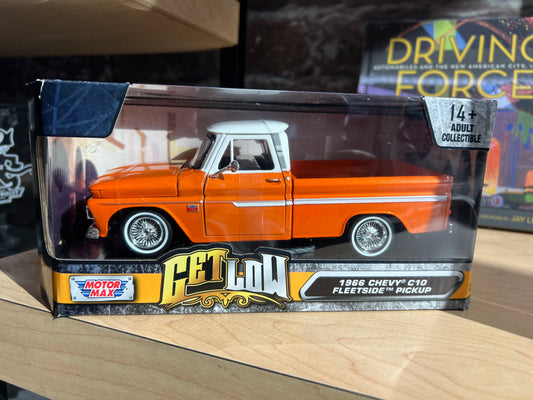 DRIVING
AUTOMOBILES AND THE NEW AMERICAN CITY,
FORCE
14+
ADULT
COLLECTIBLE
GET LOW
MOTOR
MAX
1966 CHEVY® C10
FLEETSIDE™ PICKUP
JAY